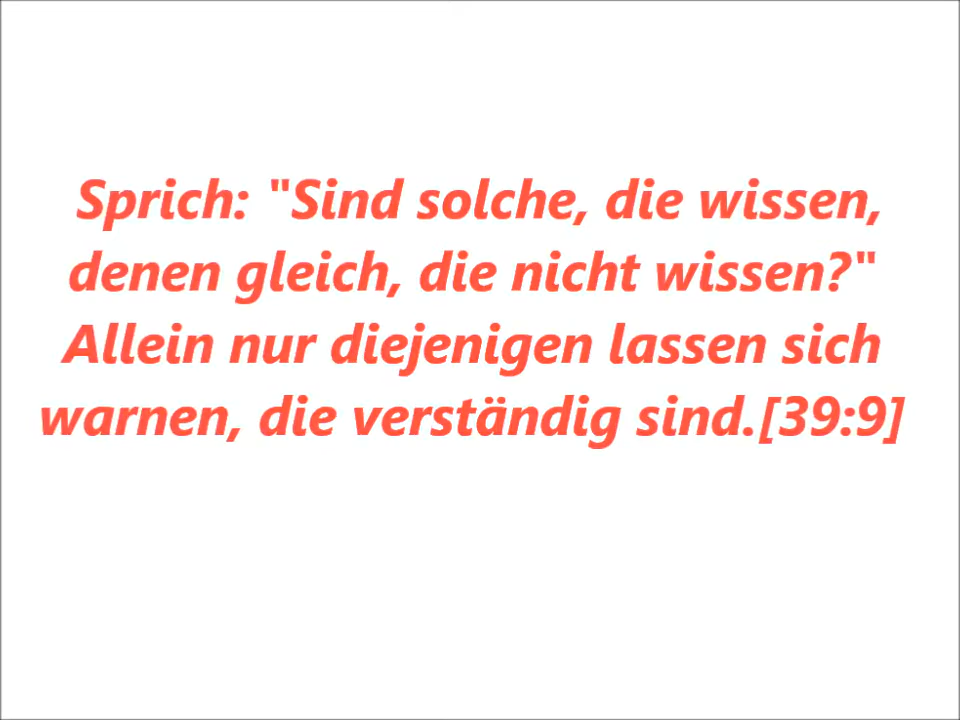 Sprich: "Sind solche, die wissen,
denen gleich, die nicht wissen?"
Allein nur diejenigen lassen sich
warnen, die verständig sind.[39:9]